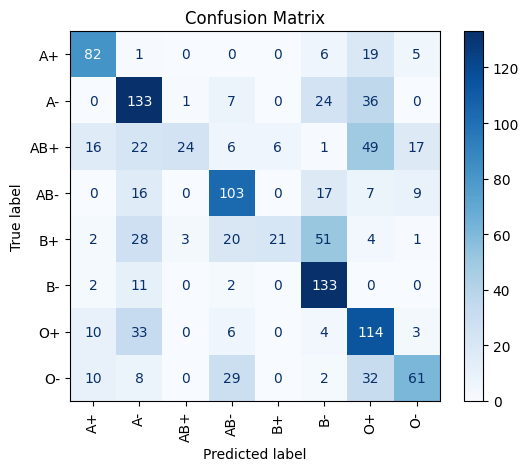 Confusion Matrix
A+ 82 1 0 0 0 6 19 5
A- 0 133 1 7 0 24 36 0
AB+ 16 22 24 6 6 1 49 17
AB- 0 16 0 103 0 17 7 9
B+ 2 28 3 20 21 51 4 1
B- 2 11 0 2 0 133 0 0
O+ 10 33 0 6 0 4 114 3
O- 10 8 0 29 0 2 32 61
A+ A- AB+ AB- B+ B- O+ O-
Predicted label
True label
120
100
80
60
40
20
0